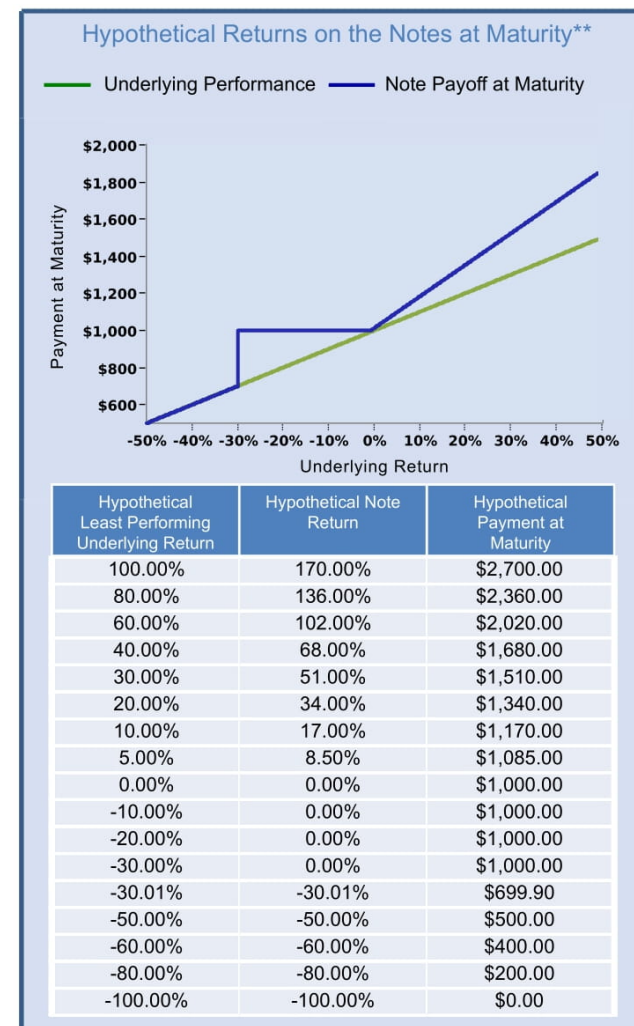 Hypothetical Returns on the Notes at Maturity**
Underlying Performance Note Payoff at Maturity
Payment at Maturity
$2,000
$1,800
$1,600
$1,400
$1,200
$1,000
$800
$600
-50% -40% -30% -20% -10% 0% 10% 20% 30% 40% 50%
Underlying Return
Hypothetical Least Performing Underlying Return Hypothetical Note Return Hypothetical Payment at Maturity
100.00% 170.00% $2,700.00
80.00% 136.00% $2,360.00
60.00% 102.00% $2,020.00
40.00% 68.00% $1,680.00
30.00% 51.00% $1,510.00
20.00% 34.00% $1,340.00
10.00% 17.00% $1,170.00
5.00% 8.50% $1,085.00
0.00% 0.00% $1,000.00
-10.00% 0.00% $1,000.00
-20.00% 0.00% $1,000.00
-30.00% 0.00% $1,000.00
-30.01% -30.01% $699.90
-50.00% -50.00% $500.00
-60.00% -60.00% $400.00
-80.00% -80.00% $200.00
-100.00% -100.00% $0.00